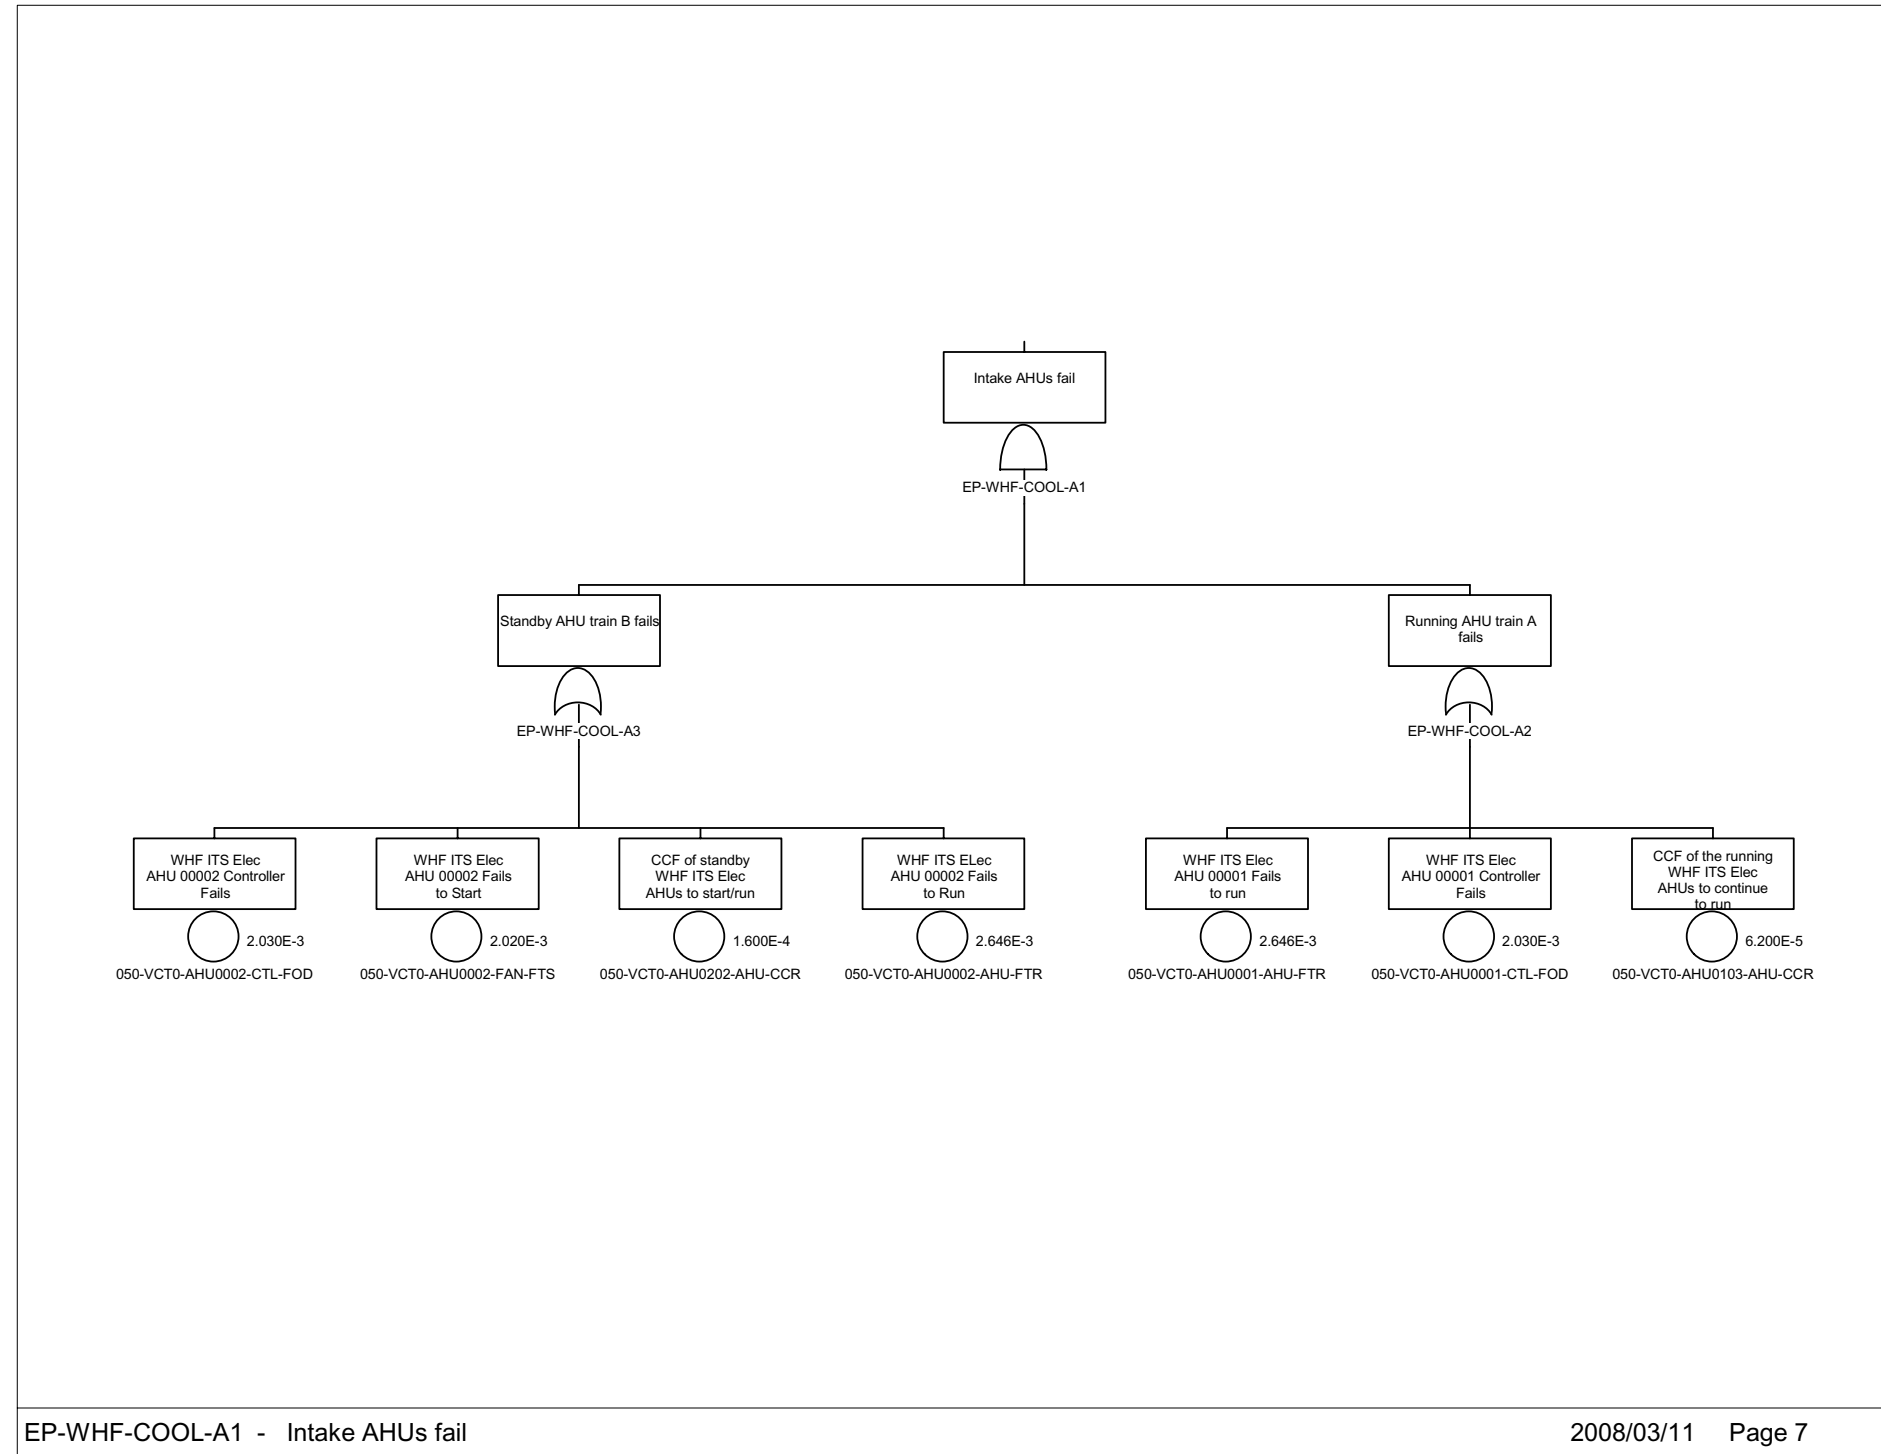 Intake AHUs fail
EP-WHF-COOL-A1
Standby AHU train B fails
EP-WHF-COOL-A3
Running AHU train A
fails
EP-WHF-COOL-A2
WHF ITS Elec
AHU 00002 Controller
Fails
2.030E-3
050-VCT0-AHU0002-CTL-FOD
WHF ITS Elec
AHU 00002 Fails
to Start
2.020E-3
050-VCT0-AHU0002-FAN-FTS
CCF of standby
WHF ITS Elec
AHUs to start/run
1.600E-4
050-VCT0-AHU0202-AHU-CCR
WHF ITS ELec
AHU 00002 Fails
to Run
2.646E-3
050-VCT0-AHU0002-AHU-FTR
WHF ITS Elec
AHU 00001 Fails
to run
2.646E-3
050-VCT0-AHU0001-AHU-FTR
WHF ITS Elec
AHU 00001 Controller
Fails
2.030E-3
050-VCT0-AHU0001-CTL-FOD
CCF of the running
WHF ITS Elec
AHUs to continue
to run
6.200E-5
050-VCT0-AHU0103-AHU-CCR
EP-WHF-COOL-A1 - Intake AHUs fail
2008/03/11 Page 7